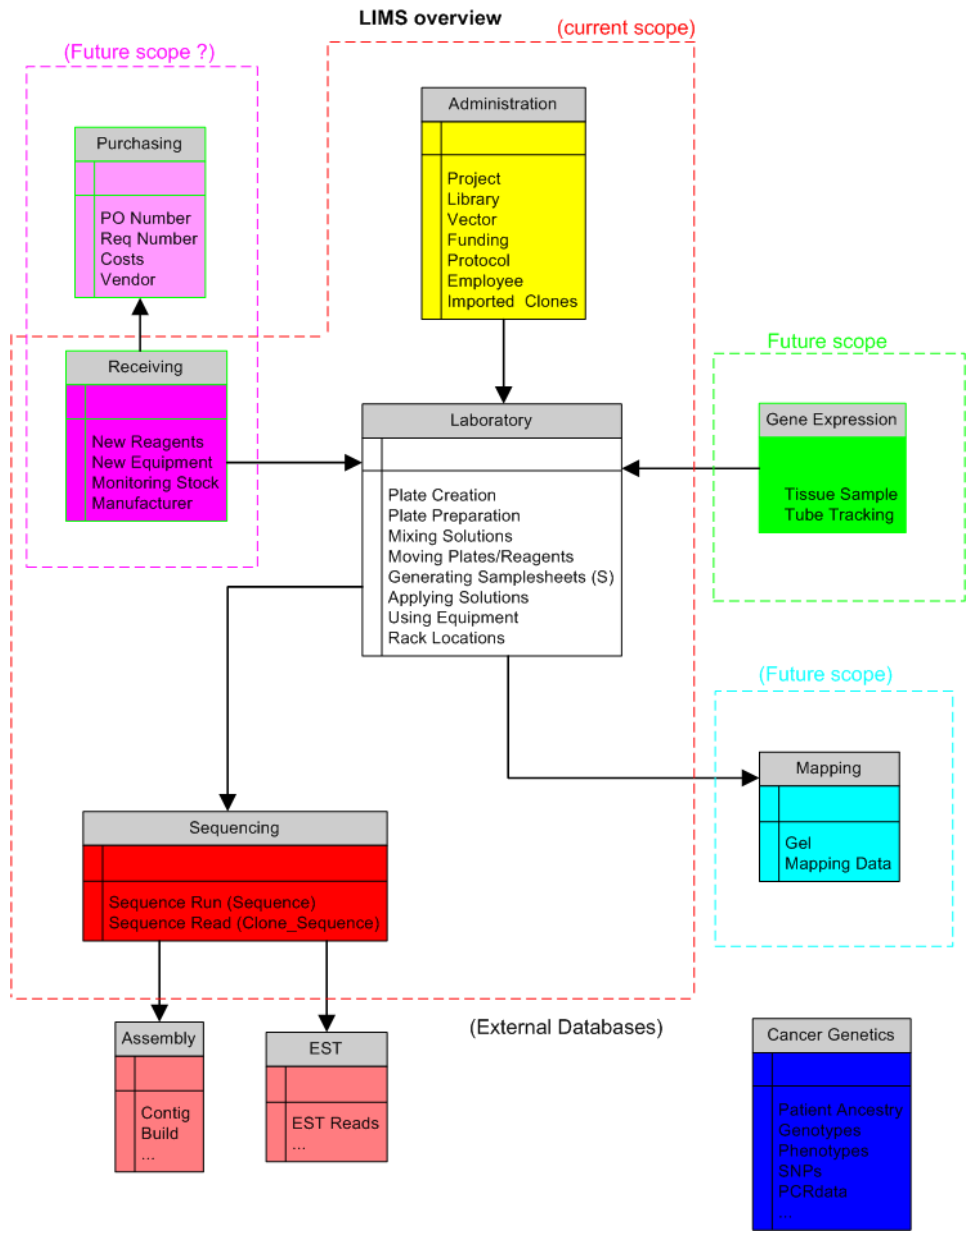 LIMS overview
(current scope)
(Future scope ?)
Administration
Project
Library
Vector
Funding
Protocol
Employee
Imported Clones
Purchasing
PO Number
Req Number
Costs
Vendor
Receiving
New Reagents
New Equipment
Monitoring Stock
Manufacturer
Laboratory
Plate Creation
Plate Preparation
Mixing Solutions
Moving Plates/Reagents
Generating Samplesheets (S)
Applying Solutions
Using Equipment
Rack Locations
Future scope
Gene Expression
Tissue Sample
Tube Tracking
(Future scope)
Mapping
Gel
Mapping Data
Sequencing
Sequence Run (Sequence)
Sequence Read (Clone_Sequence)
(External Databases)
Assembly
Contig
Build
...
EST
EST Reads
...
Cancer Genetics
Patient Ancestry
Genotypes
Phenotypes
SNPs
PCRdata
...